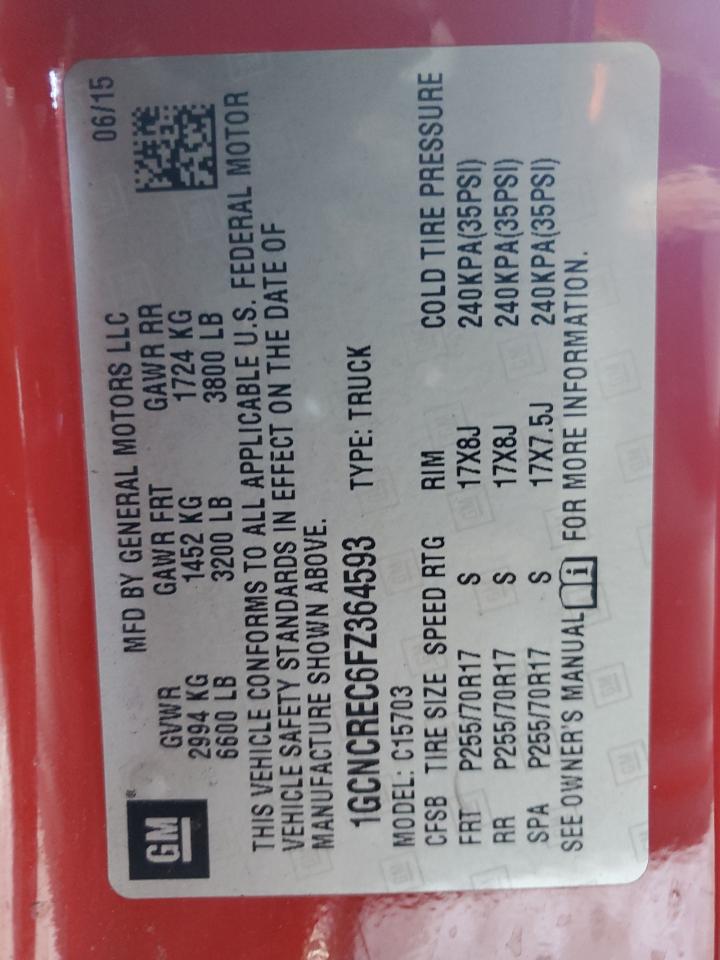 GM®
MFD BY GENERAL MOTORS LLC 06/15
GVWR GAWR FRT GAWR RR
2994 KG 1452 KG 1724 KG
6600 LB 3200 LB 3800 LB
THIS VEHICLE CONFORMS TO ALL APPLICABLE U.S. FEDERAL MOTOR
VEHICLE SAFETY STANDARDS IN EFFECT ON THE DATE OF
MANUFACTURE SHOWN ABOVE.
1GCNCREC6FZ364593 TYPE: TRUCK
MODEL: C15703
CFSB TIRE SIZE SPEED RTG RIM COLD TIRE PRESSURE
FRT P255/70R17 S 17X8J 240KPA(35PSI)
RR P255/70R17 S 17X8J 240KPA(35PSI)
SPA P255/70R17 S 17X7.5J 240KPA(35PSI)
SEE OWNER'S MANUAL i FOR MORE INFORMATION.